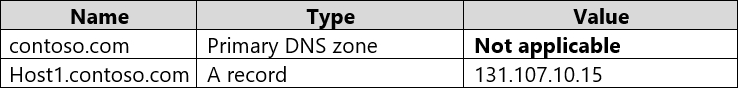 Name Type Value
contoso.com Primary DNS zone Not applicable
Host1.contoso.com A record 131.107.10.15